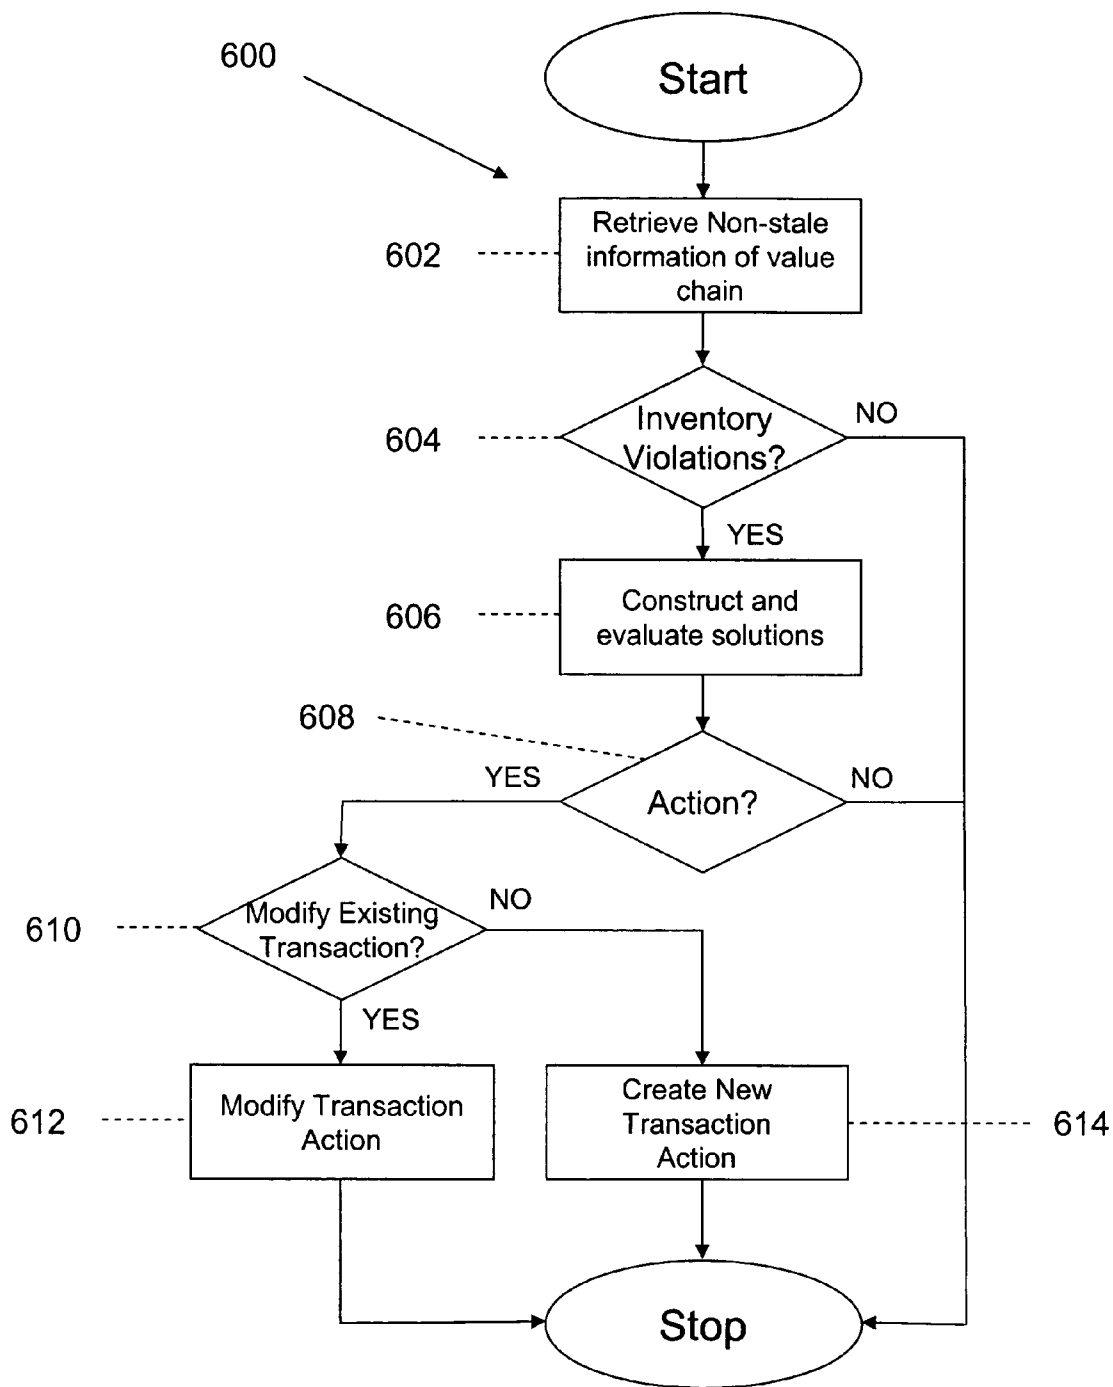 600
Start
602
Retrieve Non-stale
information of value
chain
604
Inventory
Violations?
NO
YES
606
Construct and
evaluate solutions
608
YES
Action?
NO
610
Modify Existing
Transaction?
NO
YES
612
Modify Transaction
Action
Create New
Transaction
Action
614
Stop